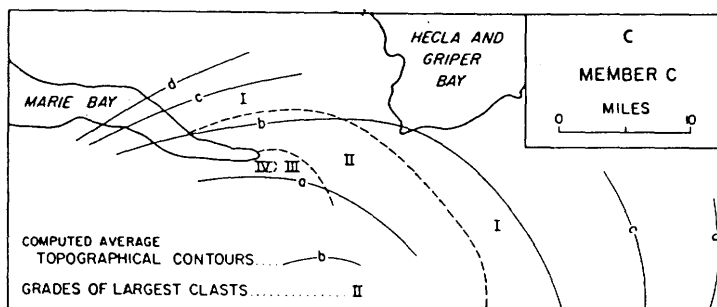 HECLA AND
GRIPER
BAY
C
MEMBER C
MILES
0 10
MARIE BAY
d
c
I
b
IV III
II
a
I
c
COMPUTED AVERAGE
TOPOGRAPHICAL CONTOURS.... b
GRADES OF LARGEST CLASTS........... II